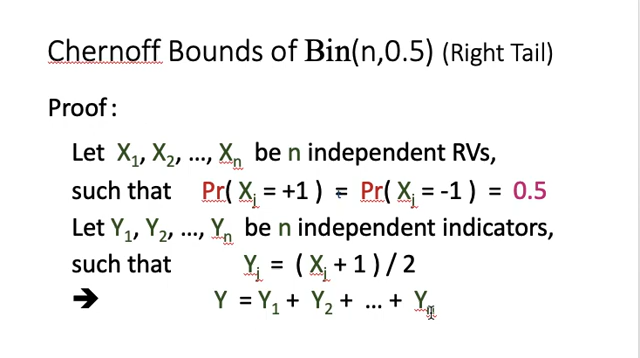 Chernoff Bounds of Bin(n,0.5) (Right Tail)
Proof :
Let X₁, X₂, ..., Xₙ be n independent RVs,
such that Pr( Xⱼ = +1 ) = Pr( Xⱼ = -1 ) = 0.5
Let Y₁, Y₂, ..., Yₙ be n independent indicators,
such that Yⱼ = ( Xⱼ + 1 ) / 2
➔ Y = Y₁ + Y₂ + ... + Yₙ